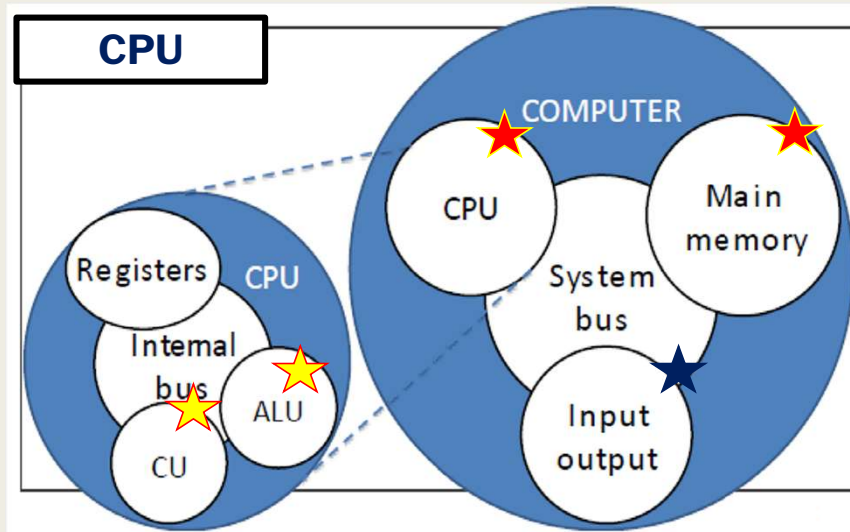 CPU
COMPUTER
CPU
Main
memory
System
bus
Input
output
Registers
CPU
Internal
bus
ALU
CU